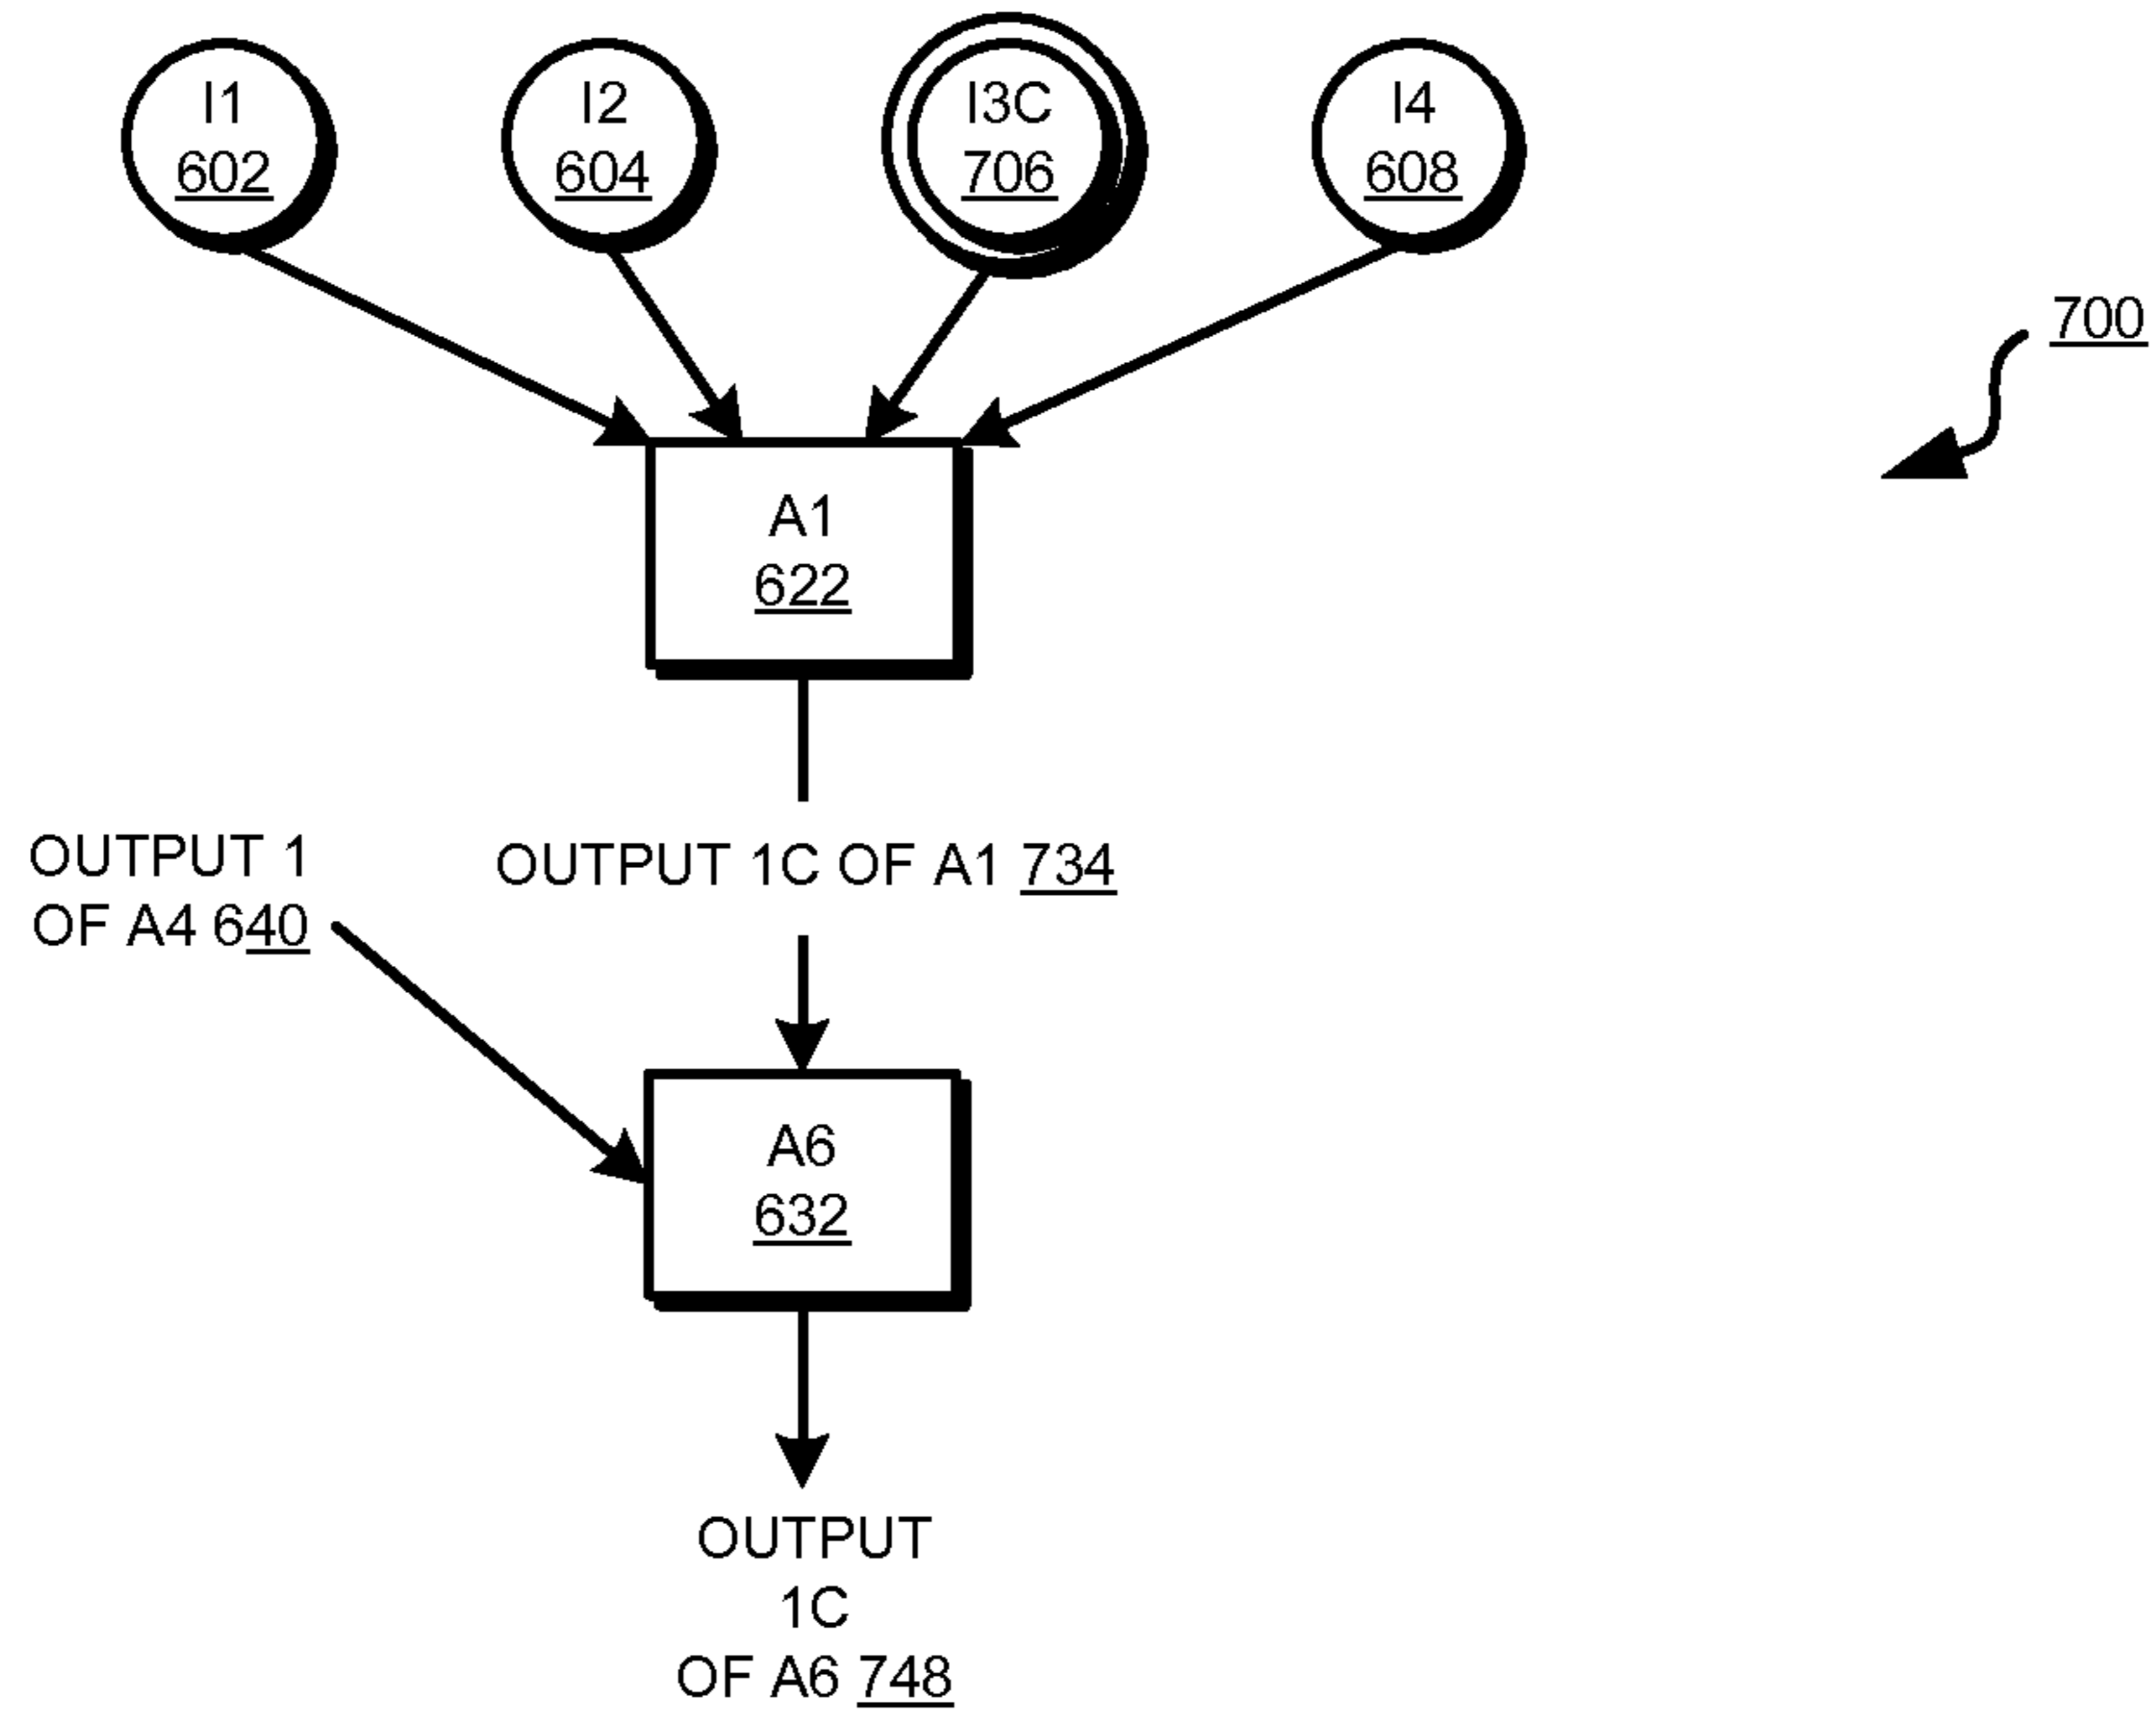 I1
602
I2
604
I3C
706
I4
608
700
A1
622
OUTPUT 1
OF A4 640
OUTPUT 1C OF A1 734
A6
632
OUTPUT
1C
OF A6 748